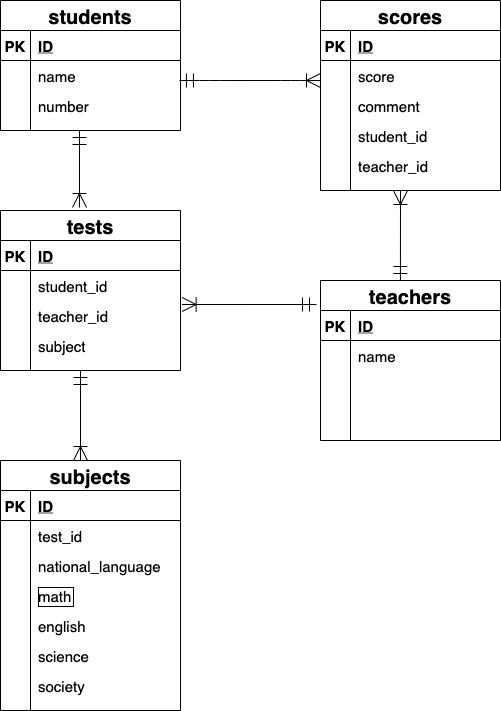 students
PK ID
name
number
scores
PK ID
score
comment
student_id
teacher_id
tests
PK ID
student_id
teacher_id
subject
teachers
PK ID
name
subjects
PK ID
test_id
national_language
math
english
science
society